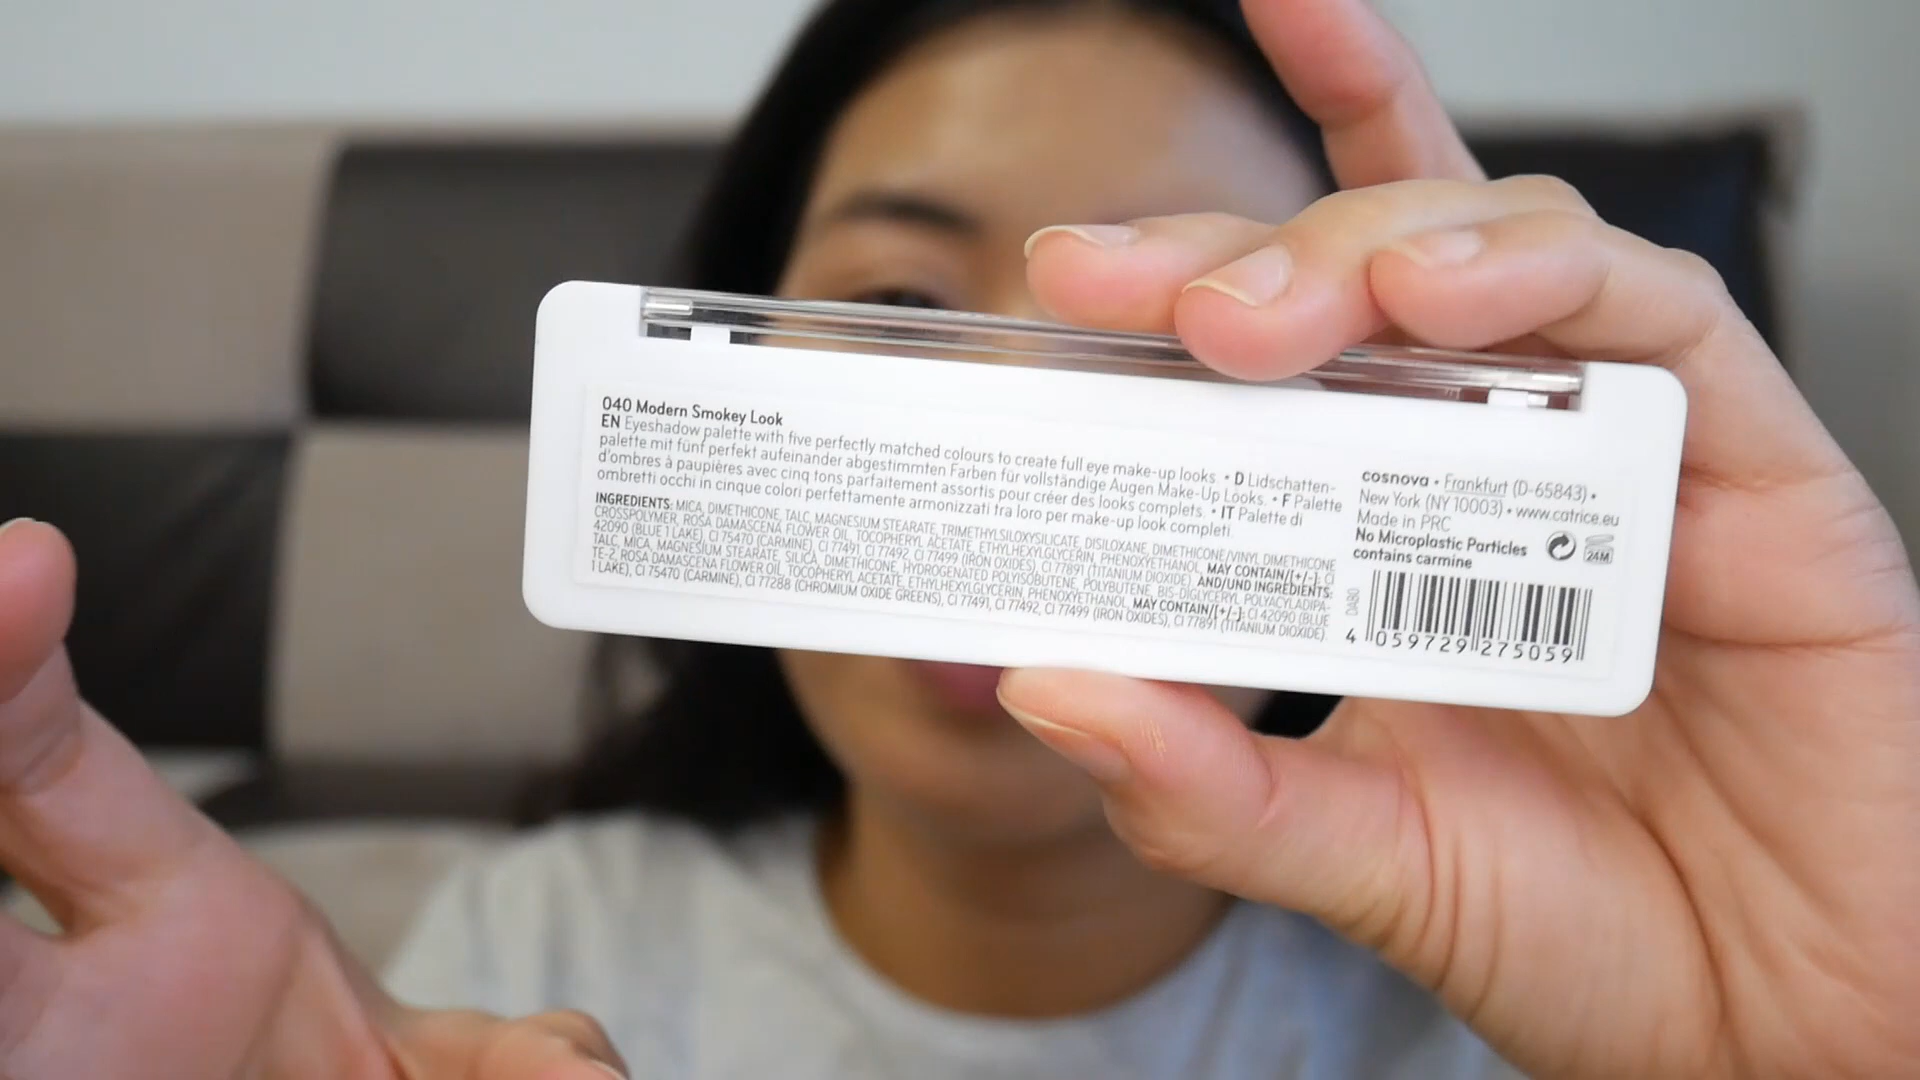 040 Modern Smokey Look
EN Eyeshadow palette with five perfectly matched colours to create full eye make-up looks. • D Lidschatten-
palette mit fünf perfekt aufeinander abgestimmten Farben für vollständige Augen Make-Up Looks. • F Palette
d'ombres à paupières avec cinq tons parfaitement assortis pour créer des looks complets. • IT Palette di
ombretti occhi in cinque colori perfettamente armonizzati tra loro per make-up look completi.
INGREDIENTS: MICA, DIMETHICONE, TALC, MAGNESIUM STEARATE, TRIMETHYLSILOXYSILICATE, DISILOXANE, DIMETHICONE/VINYL DIMETHICONE
CROSSPOLYMER, ROSA DAMASCENA FLOWER OIL, TOCOPHERYL ACETATE, ETHYLHEXYLGLYCERIN, PHENOXYETHANOL, MAY CONTAIN/[+/-]: CI
42090 (BLUE 1 LAKE), CI 75470 (CARMINE), CI 77491, CI 77492, CI 77499 (IRON OXIDES), CI 77891 (TITANIUM DIOXIDE). AND/UND INGREDIENTS:
TALC, MICA, MAGNESIUM STEARATE, SILICA, DIMETHICONE, HYDROGENATED POLYISOBUTENE, POLYBUTENE, BIS-DIGLYCERYL POLYACYLADIPA-
TE-2, ROSA DAMASCENA FLOWER OIL, TOCOPHERYL ACETATE, ETHYLHEXYLGLYCERIN, PHENOXYETHANOL, MAY CONTAIN/[+/-]: CI 42090 (BLUE
1 LAKE), CI 75470 (CARMINE), CI 77288 (CHROMIUM OXIDE GREENS), CI 77491, CI 77492, CI 77499 (IRON OXIDES), CI 77891 (TITANIUM DIOXIDE).
cosnova • Frankfurt (D-65843) •
New York (NY 10003) • www.catrice.eu
Made in PRC
No Microplastic Particles
contains carmine
24M
DA80
4 059729 275059